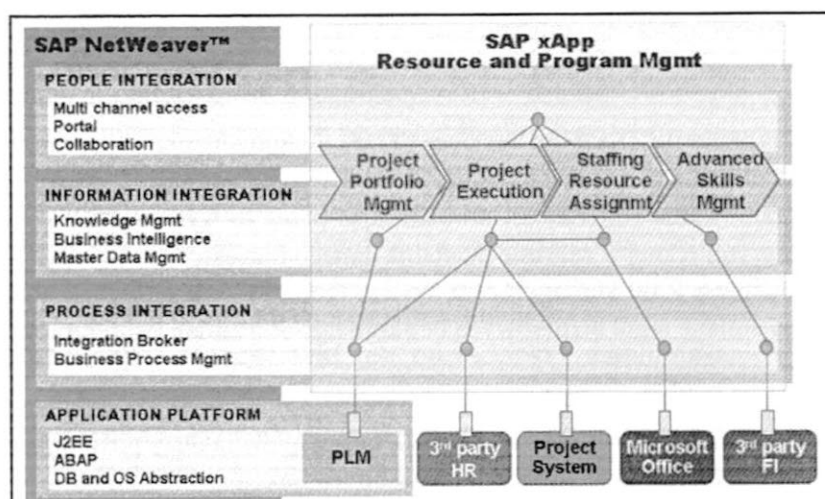 SAP NetWeaver™
SAP xApp
Resource and Program Mgmt
PEOPLE INTEGRATION
Multi channel access
Portal
Collaboration
Project
Portfolio
Mgmt
Project
Execution
Staffing
Resource
Assignmt
Advanced
Skills
Mgmt
INFORMATION INTEGRATION
Knowledge Mgmt
Business Intelligence
Master Data Mgmt
PROCESS INTEGRATION
Integration Broker
Business Process Mgmt
APPLICATION PLATFORM
J2EE
ABAP
DB and OS Abstraction
PLM
3rd party
HR
Project
System
Microsoft
Office
3rd party
FI